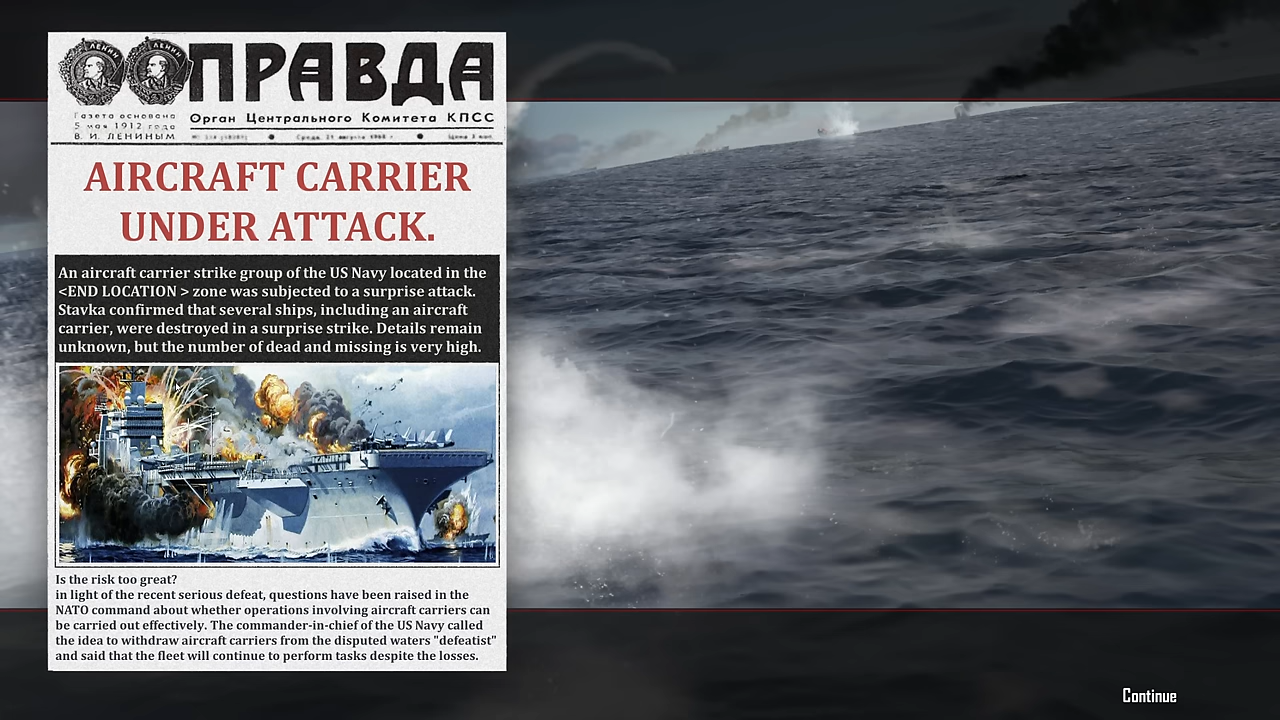 ЛЕНИН ЛЕНИН
ПРАВДА
Газета основана
5 мая 1912 года
В. И. ЛЕНИНЫМ
Орган Центрального Комитета КПСС
AIRCRAFT CARRIER
UNDER ATTACK.
An aircraft carrier strike group of the US Navy located in the
<END LOCATION > zone was subjected to a surprise attack.
Stavka confirmed that several ships, including an aircraft
carrier, were destroyed in a surprise strike. Details remain
unknown, but the number of dead and missing is very high.
Is the risk too great?
in light of the recent serious defeat, questions have been raised in the
NATO command about whether operations involving aircraft carriers can
be carried out effectively. The commander-in-chief of the US Navy called
the idea to withdraw aircraft carriers from the disputed waters "defeatist"
and said that the fleet will continue to perform tasks despite the losses.
Continue